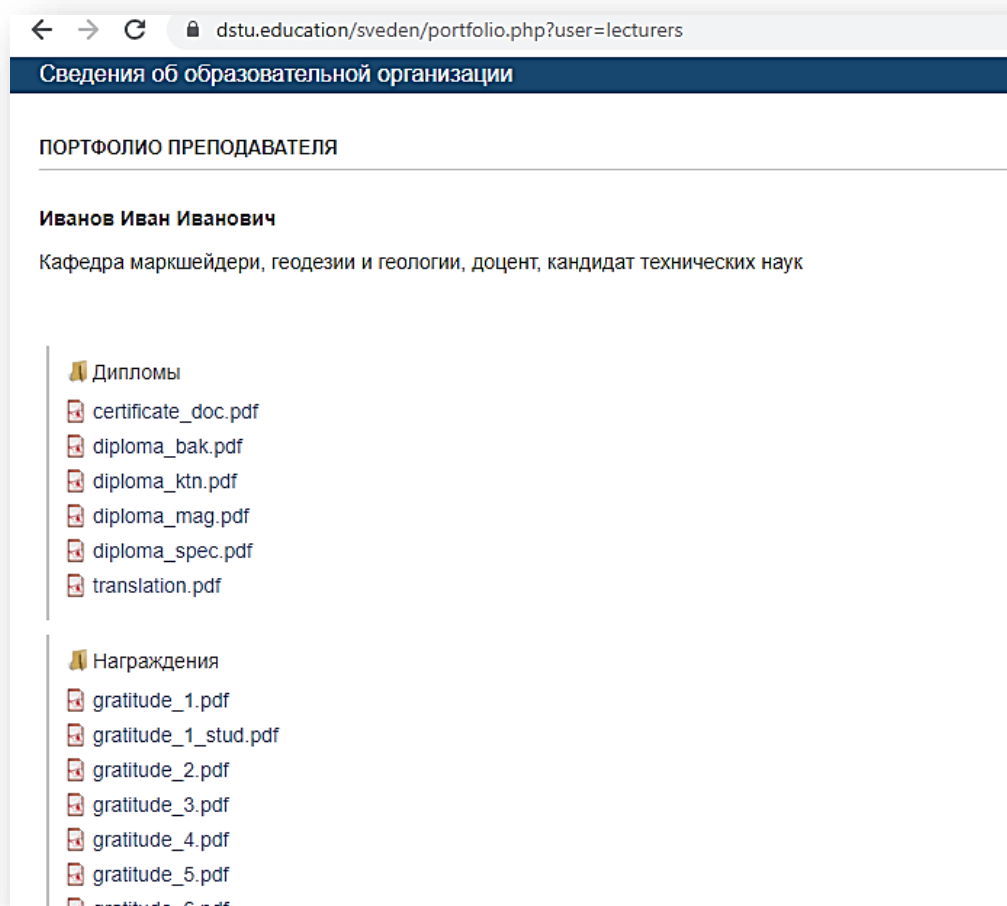 dstu.education/sveden/portfolio.php?user=lecturers
Сведения об образовательной организации
ПОРТФОЛИО ПРЕПОДАВАТЕЛЯ
Иванов Иван Иванович
Кафедра маркшейдери, геодезии и геологии, доцент, кандидат технических наук
Дипломы
certificate_doc.pdf
diploma_bak.pdf
diploma_ktn.pdf
diploma_mag.pdf
diploma_spec.pdf
translation.pdf
Награждения
gratitude_1.pdf
gratitude_1_stud.pdf
gratitude_2.pdf
gratitude_3.pdf
gratitude_4.pdf
gratitude_5.pdf